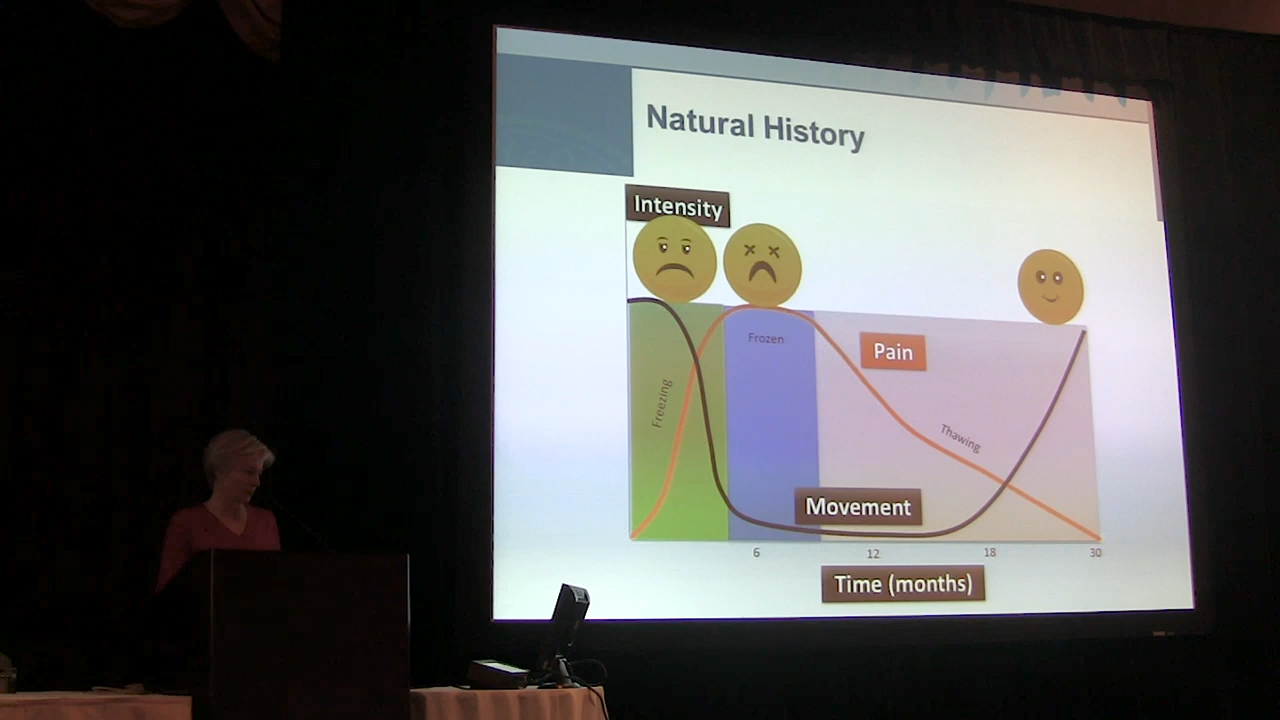 Natural History
Intensity
Frozen
Pain
Freezing
Thawing
Movement
6 12 18 30
Time (months)